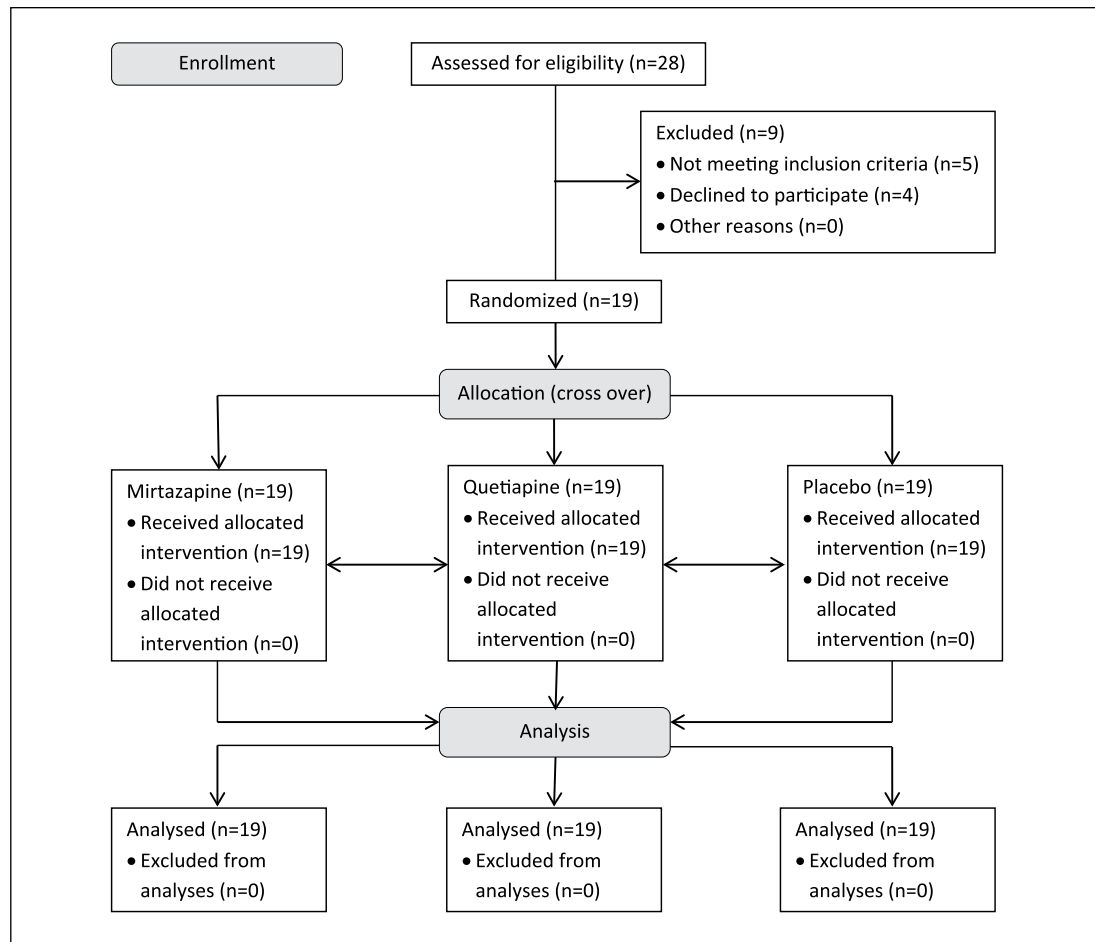 Enrollment
Assessed for eligibility (n=28)
Excluded (n=9)
• Not meeting inclusion criteria (n=5)
• Declined to participate (n=4)
• Other reasons (n=0)
Randomized (n=19)
Allocation (cross over)
Mirtazapine (n=19)
• Received allocated
intervention (n=19)
• Did not receive
allocated
intervention (n=0)
Quetiapine (n=19)
• Received allocated
intervention (n=19)
• Did not receive
allocated
intervention (n=0)
Placebo (n=19)
• Received allocated
intervention (n=19)
• Did not receive
allocated
intervention (n=0)
Analysis
Analysed (n=19)
• Excluded from
analyses (n=0)
Analysed (n=19)
• Excluded from
analyses (n=0)
Analysed (n=19)
• Excluded from
analyses (n=0)